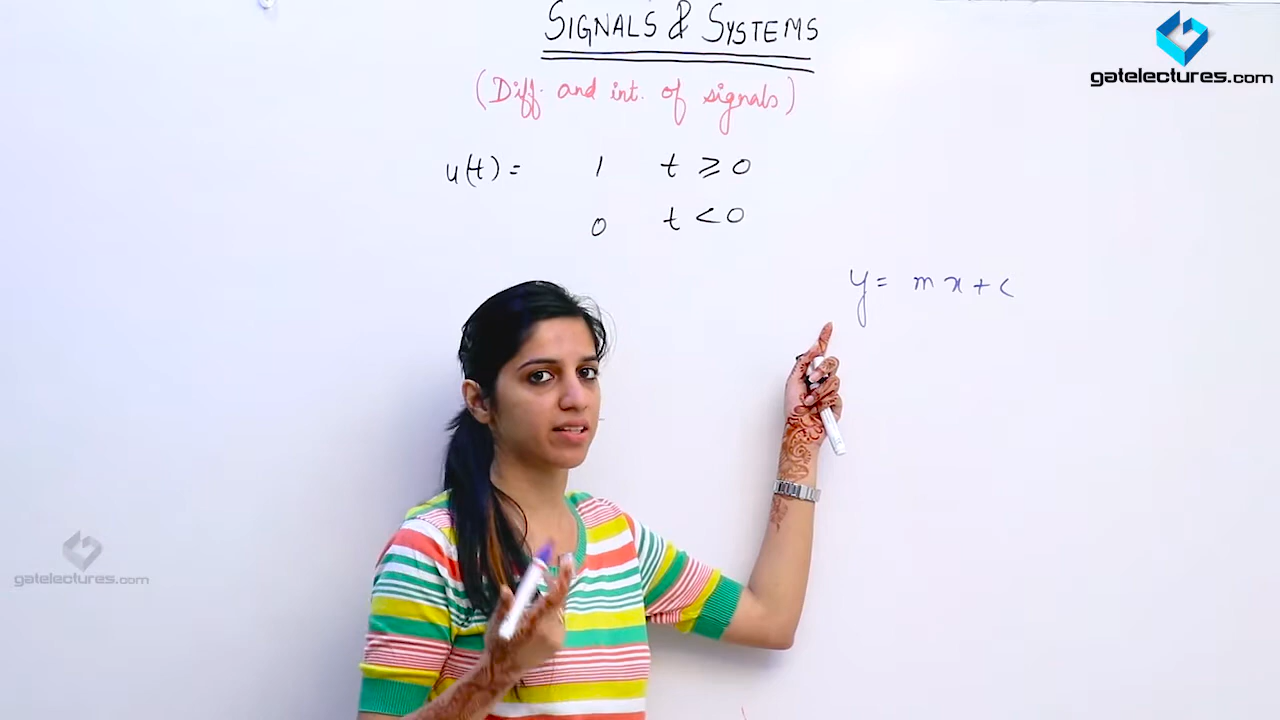 SIGNALS & SYSTEMS
gatelectures.com
(Diff. and int. of signals)
u(t) = 1 t ≥ 0
0 t < 0
y = mx + c
gatelectures.com